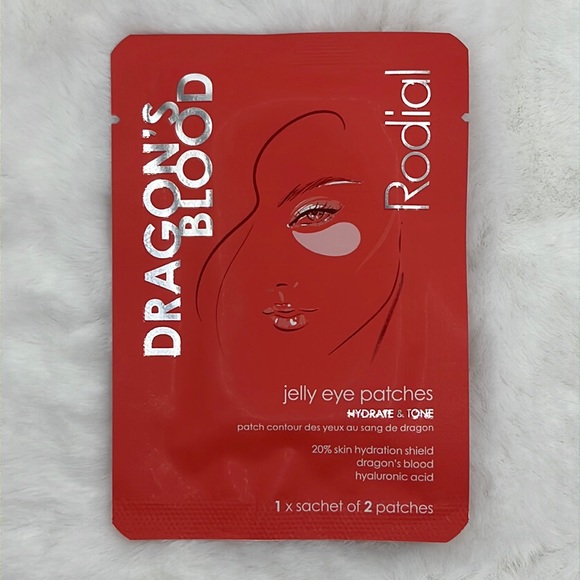 DRAGON'S
BLOOD
Rodial
jelly eye patches
HYDRATE & TONE
patch contour des yeux au sang de dragon
20% skin hydration shield
dragon's blood
hyaluronic acid
1 x sachet of 2 patches